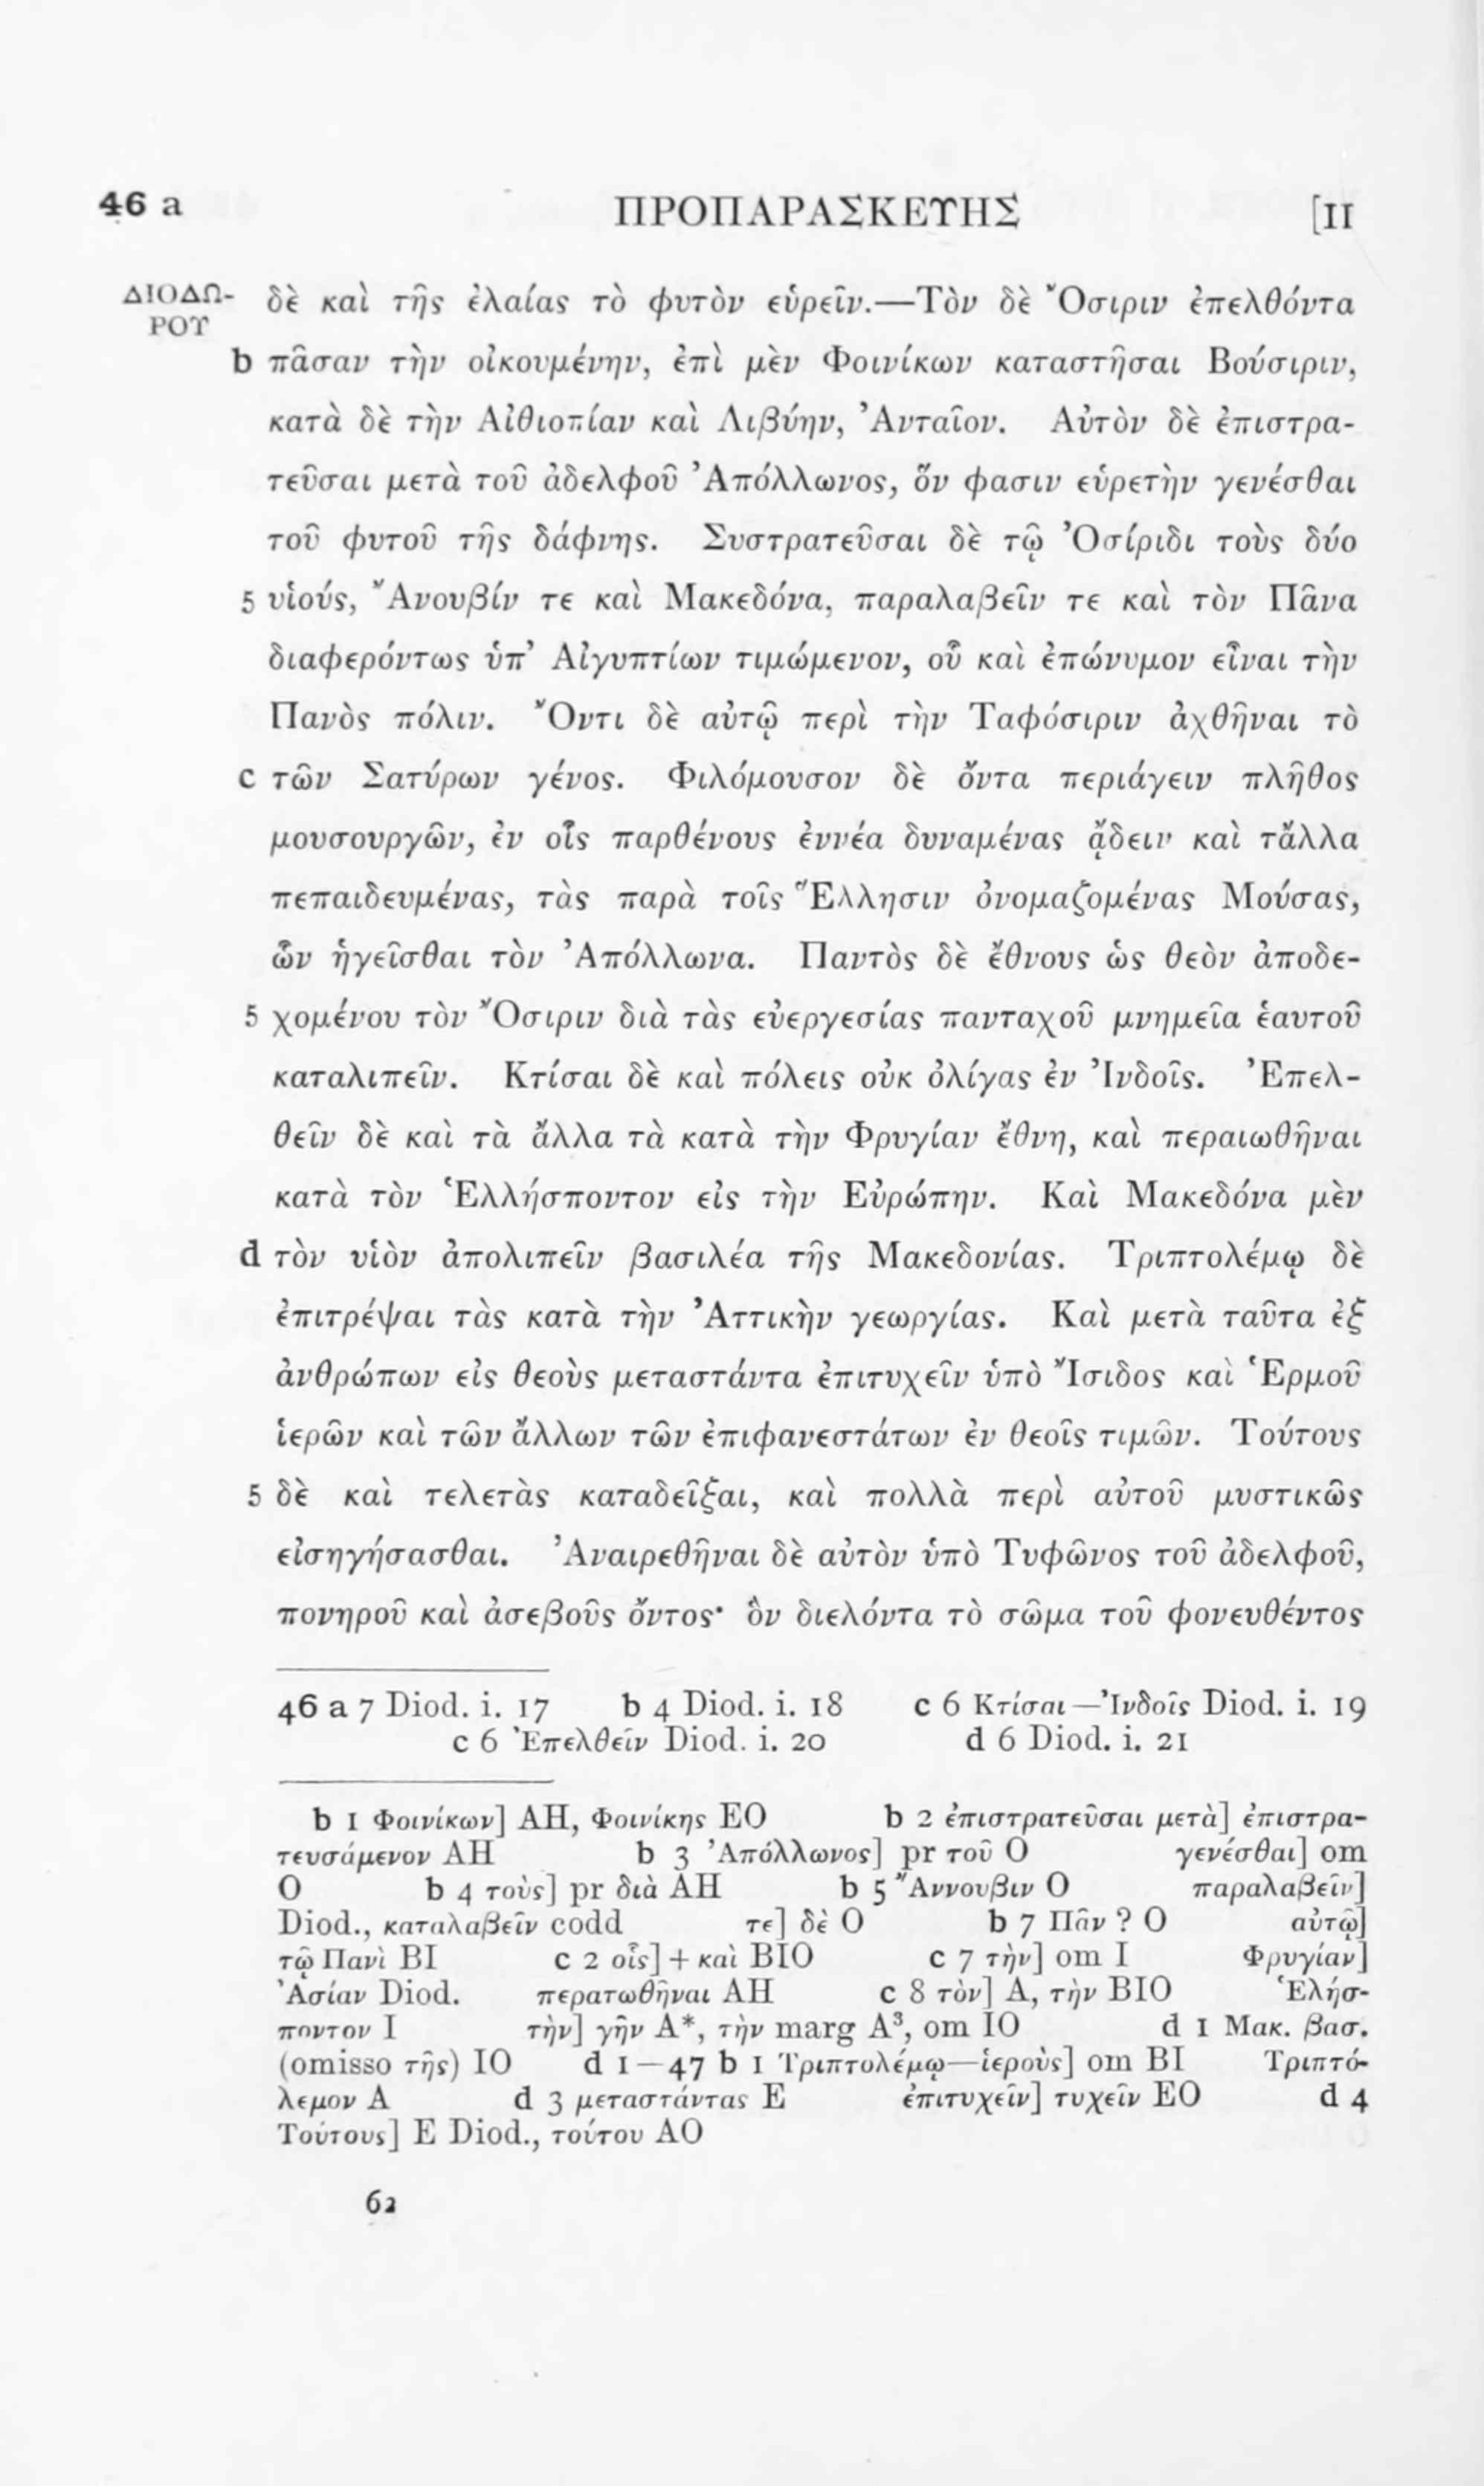 46 a ΠΡΟΠΑΡΑΣΚΕΥΗΣ [II
ΔΙΟΔΩ- δὲ καὶ τῆς ἐλαίας τὸ φυτὸν εὑρεῖν.—Τὸν δὲ Ὄσιριν ἐπελθόντα
ΡΟΥ
b πᾶσαν τὴν οἰκουμένην, ἐπὶ μὲν Φοινίκων καταστῆσαι Βούσιριν,
κατὰ δὲ τὴν Αἰθιοπίαν καὶ Λιβύην, Ἀνταῖον. Αὐτὸν δὲ ἐπιστρα-
τεῦσαι μετὰ τοῦ ἀδελφοῦ Ἀπόλλωνος, ὅν φασιν εὑρετὴν γενέσθαι
τοῦ φυτοῦ τῆς δάφνης. Συστρατεῦσαι δὲ τῷ Ὀσίριδι τοὺς δύο
5 υἱούς, Ἄνουβίν τε καὶ Μακεδόνα, παραλαβεῖν τε καὶ τὸν Πᾶνα
διαφερόντως ὑπ’ Αἰγυπτίων τιμώμενον, οὗ καὶ ἐπώνυμον εἶναι τὴν
Πανὸς πόλιν. Ὄντι δὲ αὐτῷ περὶ τὴν Ταφόσιριν ἀχθῆναι τὸ
c τῶν Σατύρων γένος. Φιλόμουσον δὲ ὄντα περιάγειν πλῆθος
μουσουργῶν, ἐν οἷς παρθένους ἐννέα δυναμένας ᾄδειν καὶ τἄλλα
πεπαιδευμένας, τὰς παρὰ τοῖς Ἕλλησιν ὀνομαζομένας Μούσας,
ὧν ἡγεῖσθαι τὸν Ἀπόλλωνα. Παντὸς δὲ ἔθνους ὡς θεὸν ἀποδε-
5 χομένου τὸν Ὄσιριν διὰ τὰς εὐεργεσίας πανταχοῦ μνημεῖα ἑαυτοῦ
καταλιπεῖν. Κτίσαι δὲ καὶ πόλεις οὐκ ὀλίγας ἐν Ἰνδοῖς. Ἐπελ-
θεῖν δὲ καὶ τὰ ἄλλα τὰ κατὰ τὴν Φρυγίαν ἔθνη, καὶ περαιωθῆναι
κατὰ τὸν Ἑλλήσποντον εἰς τὴν Εὐρώπην. Καὶ Μακεδόνα μὲν
d τὸν υἱὸν ἀπολιπεῖν βασιλέα τῆς Μακεδονίας. Τριπτολέμῳ δὲ
ἐπιτρέψαι τὰς κατὰ τὴν Ἀττικὴν γεωργίας. Καὶ μετὰ ταῦτα ἐξ
ἀνθρώπων εἰς θεοὺς μεταστάντα ἐπιτυχεῖν ὑπὸ Ἴσιδος καὶ Ἑρμοῦ
ἱερῶν καὶ τῶν ἄλλων τῶν ἐπιφανεστάτων ἐν θεοῖς τιμῶν. Τούτους
5 δὲ καὶ τελετὰς καταδεῖξαι, καὶ πολλὰ περὶ αὐτοῦ μυστικῶς
εἰσηγήσασθαι. Ἀναιρεθῆναι δὲ αὐτὸν ὑπὸ Τυφῶνος τοῦ ἀδελφοῦ,
πονηροῦ καὶ ἀσεβοῦς ὄντος· ὃν διελόντα τὸ σῶμα τοῦ φονευθέντος
46 a 7 Diod. i. 17 b 4 Diod. i. 18 c 6 Κτίσαι—Ἰνδοῖς Diod. i. 19
c 6 Ἐπελθεῖν Diod. i. 20 d 6 Diod. i. 21
b 1 Φοινίκων] AH, Φοινίκης EO b 2 ἐπιστρατεῦσαι μετὰ] ἐπιστρα-
τευσάμενον AH b 3 Ἀπόλλωνος] pr τοῦ O γενέσθαι] om
O b 4 τοὺς] pr διὰ AH b 5 Ἄννουβιν O παραλαβεῖν]
Diod., καταλαβεῖν codd τε] δὲ O b 7 Πᾶν ? O αὐτῷ]
τῷ Πανὶ BI c 2 οἷς] + καὶ BIO c 7 τὴν] om I Φρυγίαν]
Ἀσίαν Diod. περατωθῆναι AH c 8 τὸν] A, τὴν BIO Ἑλήσ-
ποντον I τὴν] γῆν A*, τὴν marg A³, om IO d 1 Μακ. βασ.
(omisso τῆς) IO d 1—47 b 1 Τριπτολέμῳ—ἱεροὺς] om BI Τριπτό-
λεμον A d 3 μεταστάντας E ἐπιτυχεῖν] τυχεῖν EO d 4
Τούτους] E Diod., τούτου AO
62